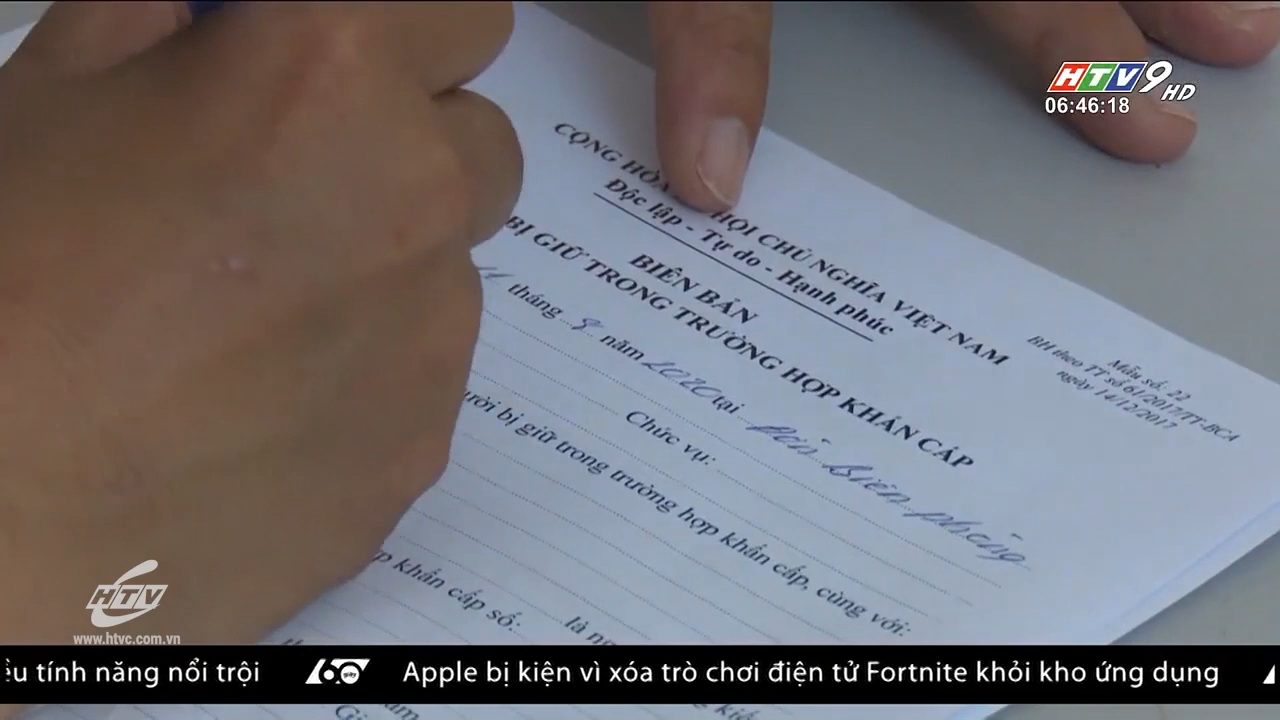 HTV9 HD
06:46:18
CỘNG HÒA HỘI CHỦ NGHĨA VIỆT NAM
Độc lập - Tự do - Hạnh phúc
Mẫu số: 22
BH theo TT số 61/2017/TT-BCA
ngày 14/12/2017
BIÊN BẢN
BỊ GIỮ TRONG TRƯỜNG HỢP KHẨN CẤP
tháng 8 năm 2020 tại Đồn Biên phòng
Chức vụ:
bị giữ trong trường hợp khẩn cấp, cùng với:
khẩn cấp số:
HTV
www.htvc.com.vn
tính năng nổi trội 60 giây Apple bị kiện vì xóa trò chơi điện tử Fortnite khỏi kho ứng dụng